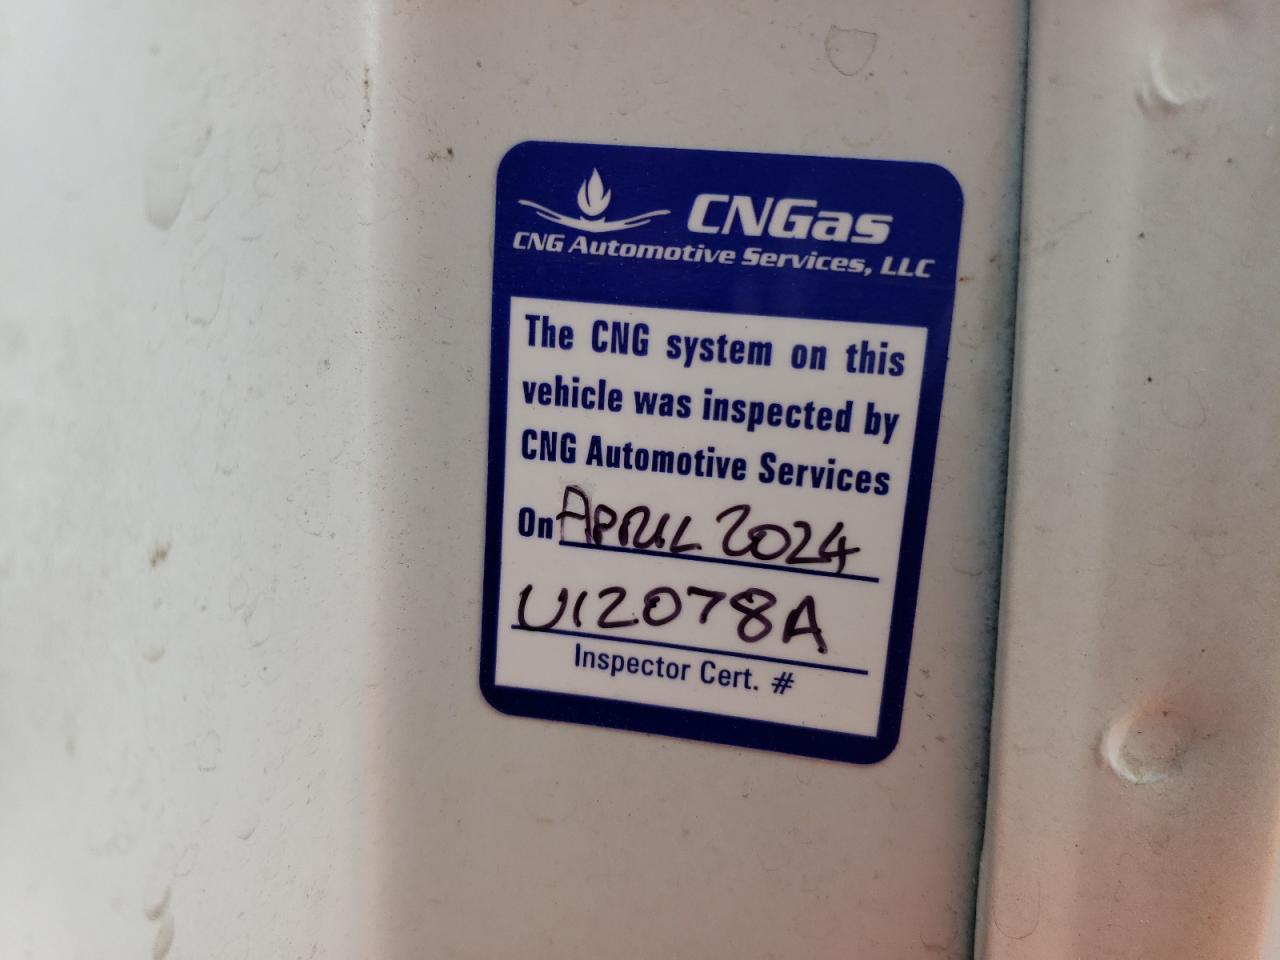 CNGas
CNG Automotive Services, LLC
The CNG system on this
vehicle was inspected by
CNG Automotive Services
On APRIL 2024
U12078A
Inspector Cert. #